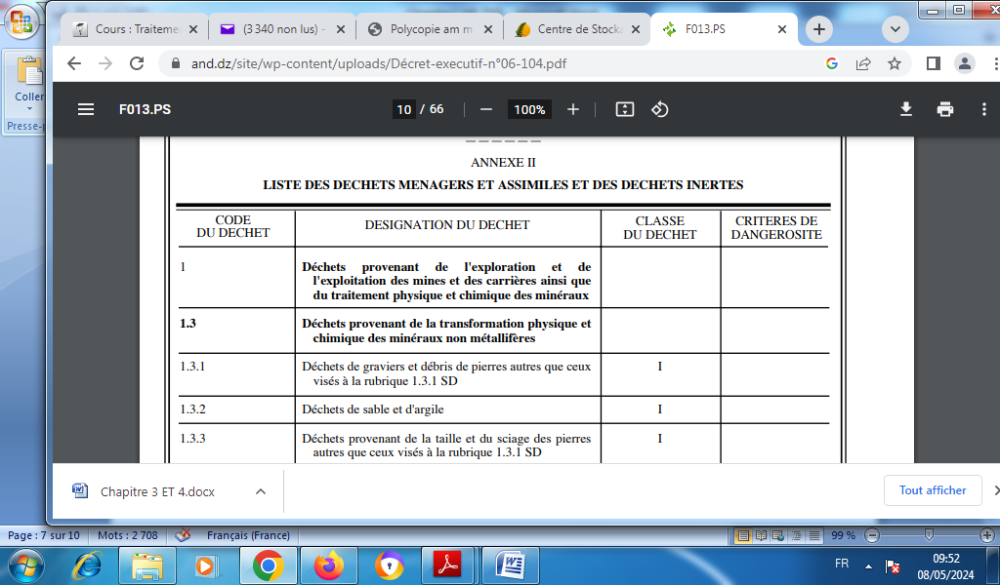 Cours : Traiteme
(3 340 non lus) -
Polycopie am m
Centre de Stocka
F013.PS
and.dz/site/wp-content/uploads/Décret-executif-n°06-104.pdf
Coller
Presse-p
F013.PS
10 / 66
100%
ANNEXE II
LISTE DES DECHETS MENAGERS ET ASSIMILES ET DES DECHETS INERTES
CODE
DU DECHET
DESIGNATION DU DECHET
CLASSE
DU DECHET
CRITERES DE
DANGEROSITE
1
Déchets provenant de l'exploration et de
l'exploitation des mines et des carrières ainsi que
du traitement physique et chimique des minéraux
1.3
Déchets provenant de la transformation physique et
chimique des minéraux non métallifères
1.3.1
Déchets de graviers et débris de pierres autres que ceux
visés à la rubrique 1.3.1 SD
I
1.3.2
Déchets de sable et d'argile
I
1.3.3
Déchets provenant de la taille et du sciage des pierres
autres que ceux visés à la rubrique 1.3.1 SD
I
Chapitre 3 ET 4.docx
Tout afficher
Page : 7 sur 10
Mots : 2 708
Français (France)
99 %
FR
09:52
08/05/2024